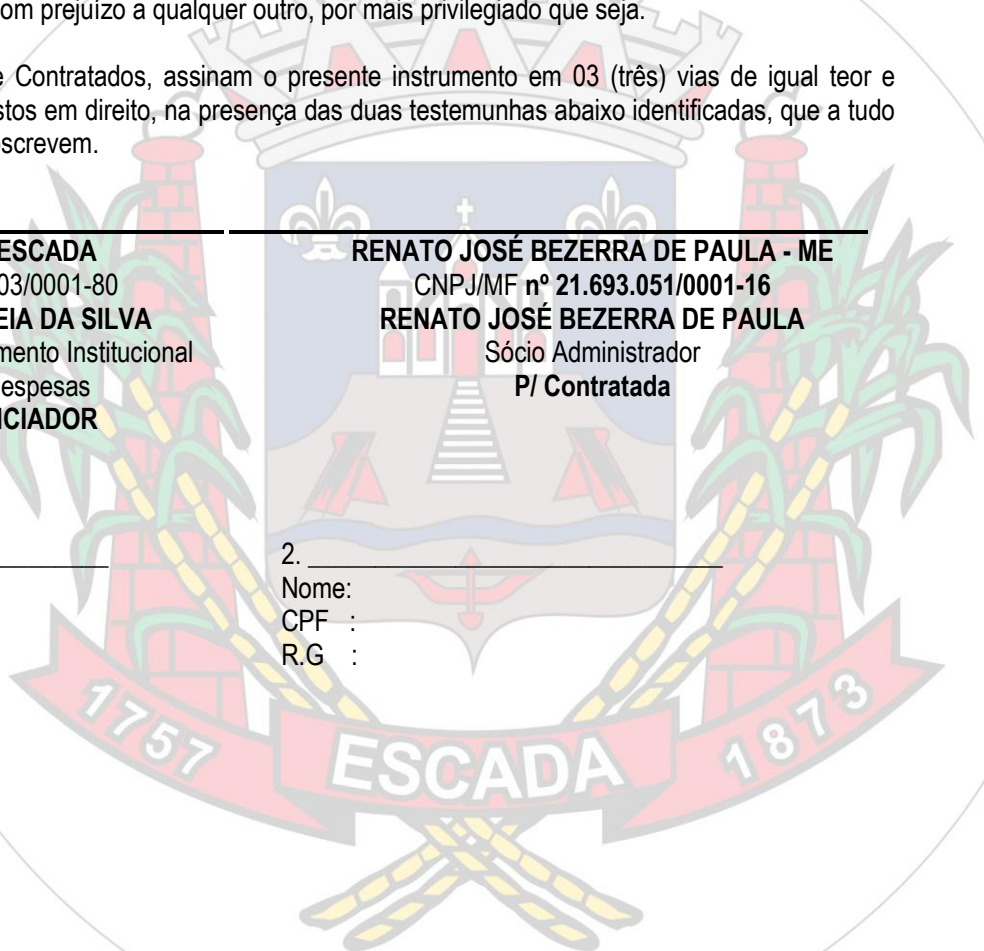 om prejuízo a qualquer outro, por mais privilegiado que seja.
e Contratados, assinam o presente instrumento em 03 (três) vias de igual teor e
stos em direito, na presença das duas testemunhas abaixo identificadas, que a tudo
screvem.
ESCADA
03/0001-80
EIA DA SILVA
mento Institucional
espesas
NCIADOR
RENATO JOSÉ BEZERRA DE PAULA - ME
CNPJ/MF nº 21.693.051/0001-16
RENATO JOSÉ BEZERRA DE PAULA
Sócio Administrador
P/ Contratada
2. ______________________________
Nome:
CPF :
R.G :
1757 ESCADA 1873